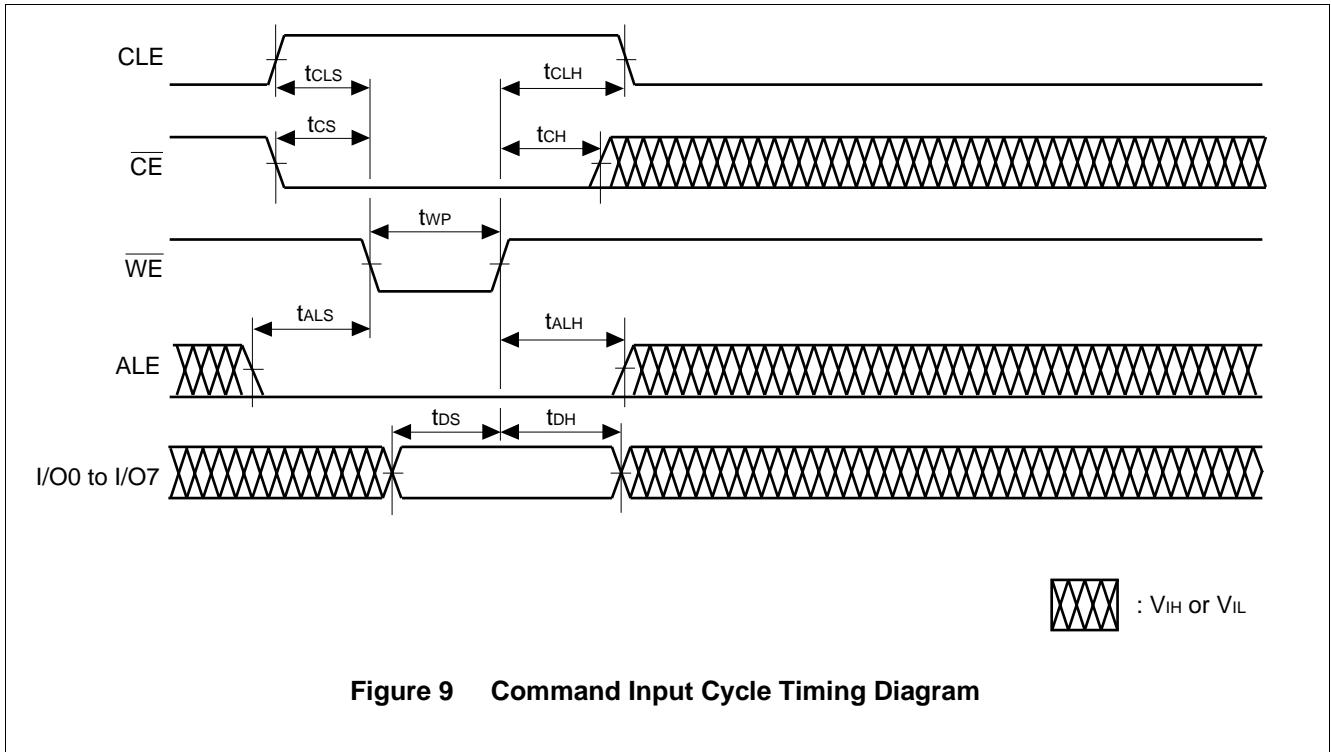 CLE
tCLS
tCLH
tCS
tCH
CE
tWP
WE
tALS
tALH
ALE
tDS
tDH
I/O0 to I/O7
: VIH or VIL
Figure 9 Command Input Cycle Timing Diagram